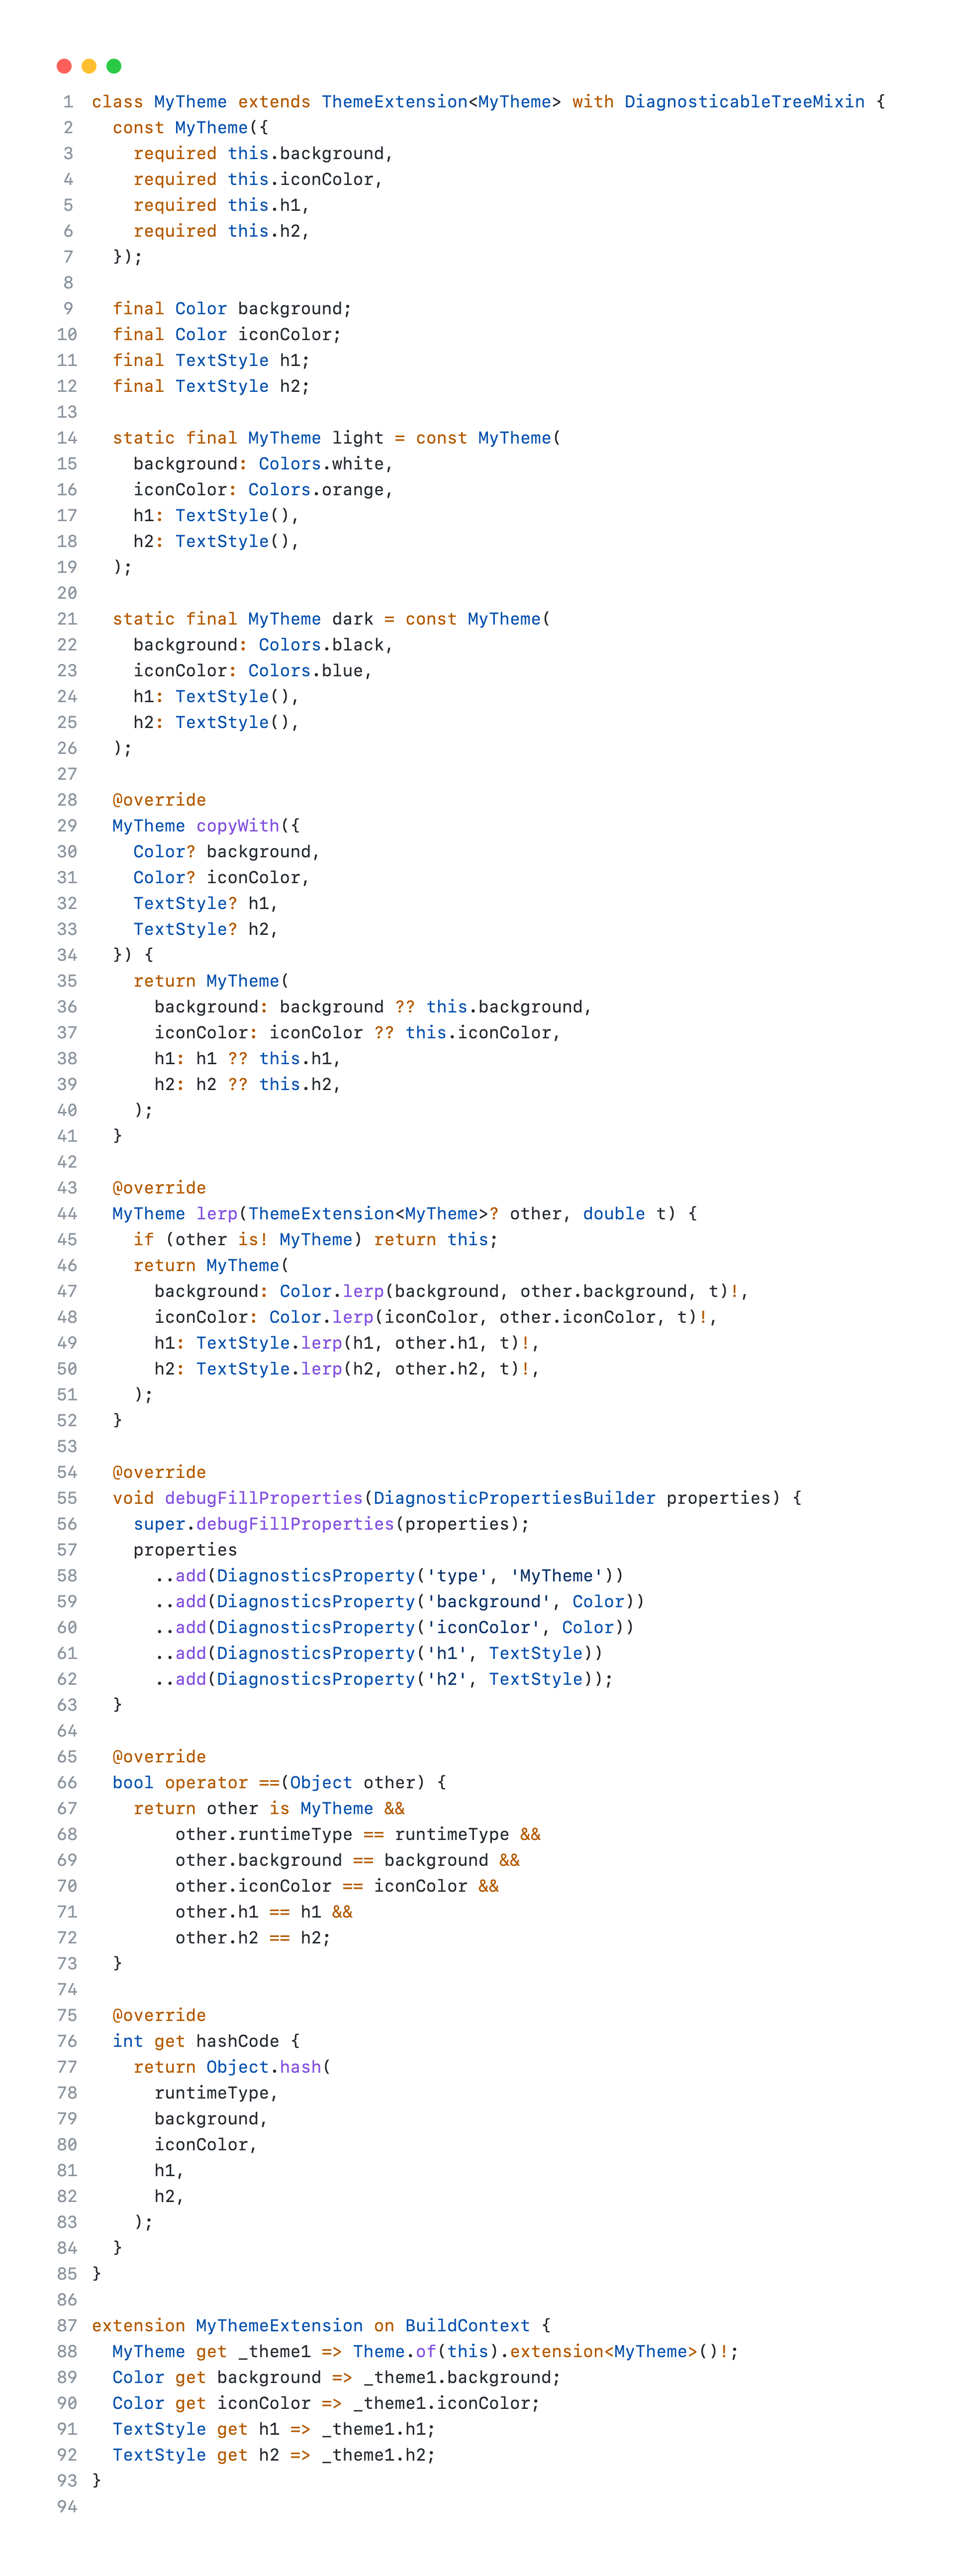 1 class MyTheme extends ThemeExtension<MyTheme> with DiagnosticableTreeMixin {
2   const MyTheme({
3     required this.background,
4     required this.iconColor,
5     required this.h1,
6     required this.h2,
7   });
8
9   final Color background;
10   final Color iconColor;
11   final TextStyle h1;
12   final TextStyle h2;
13
14   static final MyTheme light = const MyTheme(
15     background: Colors.white,
16     iconColor: Colors.orange,
17     h1: TextStyle(),
18     h2: TextStyle(),
19   );
20
21   static final MyTheme dark = const MyTheme(
22     background: Colors.black,
23     iconColor: Colors.blue,
24     h1: TextStyle(),
25     h2: TextStyle(),
26   );
27
28   @override
29   MyTheme copyWith({
30     Color? background,
31     Color? iconColor,
32     TextStyle? h1,
33     TextStyle? h2,
34   }) {
35     return MyTheme(
36       background: background ?? this.background,
37       iconColor: iconColor ?? this.iconColor,
38       h1: h1 ?? this.h1,
39       h2: h2 ?? this.h2,
40     );
41   }
42
43   @override
44   MyTheme lerp(ThemeExtension<MyTheme>? other, double t) {
45     if (other is! MyTheme) return this;
46     return MyTheme(
47       background: Color.lerp(background, other.background, t)!,
48       iconColor: Color.lerp(iconColor, other.iconColor, t)!,
49       h1: TextStyle.lerp(h1, other.h1, t)!,
50       h2: TextStyle.lerp(h2, other.h2, t)!,
51     );
52   }
53
54   @override
55   void debugFillProperties(DiagnosticPropertiesBuilder properties) {
56     super.debugFillProperties(properties);
57     properties
58       ..add(DiagnosticsProperty('type', 'MyTheme'))
59       ..add(DiagnosticsProperty('background', Color))
60       ..add(DiagnosticsProperty('iconColor', Color))
61       ..add(DiagnosticsProperty('h1', TextStyle))
62       ..add(DiagnosticsProperty('h2', TextStyle));
63   }
64
65   @override
66   bool operator ==(Object other) {
67     return other is MyTheme &&
68         other.runtimeType == runtimeType &&
69         other.background == background &&
70         other.iconColor == iconColor &&
71         other.h1 == h1 &&
72         other.h2 == h2;
73   }
74
75   @override
76   int get hashCode {
77     return Object.hash(
78       runtimeType,
79       background,
80       iconColor,
81       h1,
82       h2,
83     );
84   }
85 }
86
87 extension MyThemeExtension on BuildContext {
88   MyTheme get _theme1 => Theme.of(this).extension<MyTheme>()!;
89   Color get background => _theme1.background;
90   Color get iconColor => _theme1.iconColor;
91   TextStyle get h1 => _theme1.h1;
92   TextStyle get h2 => _theme1.h2;
93 }
94